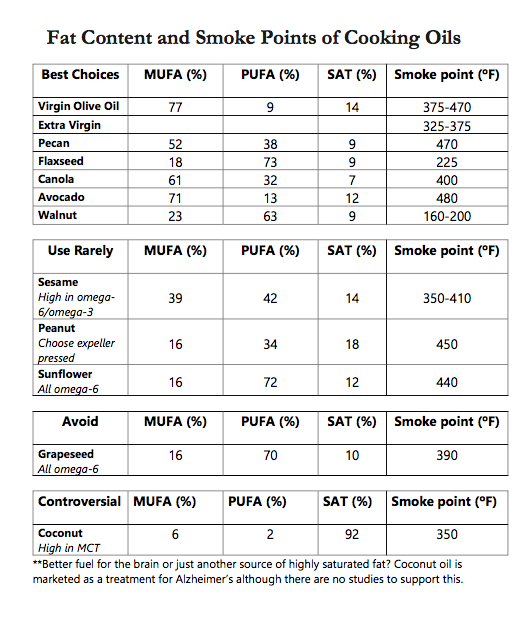 Fat Content and Smoke Points of Cooking Oils
Best Choices MUFA (%) PUFA (%) SAT (%) Smoke point (ºF)
Virgin Olive Oil 77 9 14 375-470
Extra Virgin 325-375
Pecan 52 38 9 470
Flaxseed 18 73 9 225
Canola 61 32 7 400
Avocado 71 13 12 480
Walnut 23 63 9 160-200
Use Rarely MUFA (%) PUFA (%) SAT (%) Smoke point (ºF)
Sesame
High in omega-
6/omega-3
39 42 14 350-410
Peanut
Choose expeller
pressed
16 34 18 450
Sunflower
All omega-6
16 72 12 440
Avoid MUFA (%) PUFA (%) SAT (%) Smoke point (ºF)
Grapeseed
All omega-6
16 70 10 390
Controversial MUFA (%) PUFA (%) SAT (%) Smoke point (ºF)
Coconut
High in MCT
6 2 92 350
**Better fuel for the brain or just another source of highly saturated fat? Coconut oil is
marketed as a treatment for Alzheimer's although there are no studies to support this.